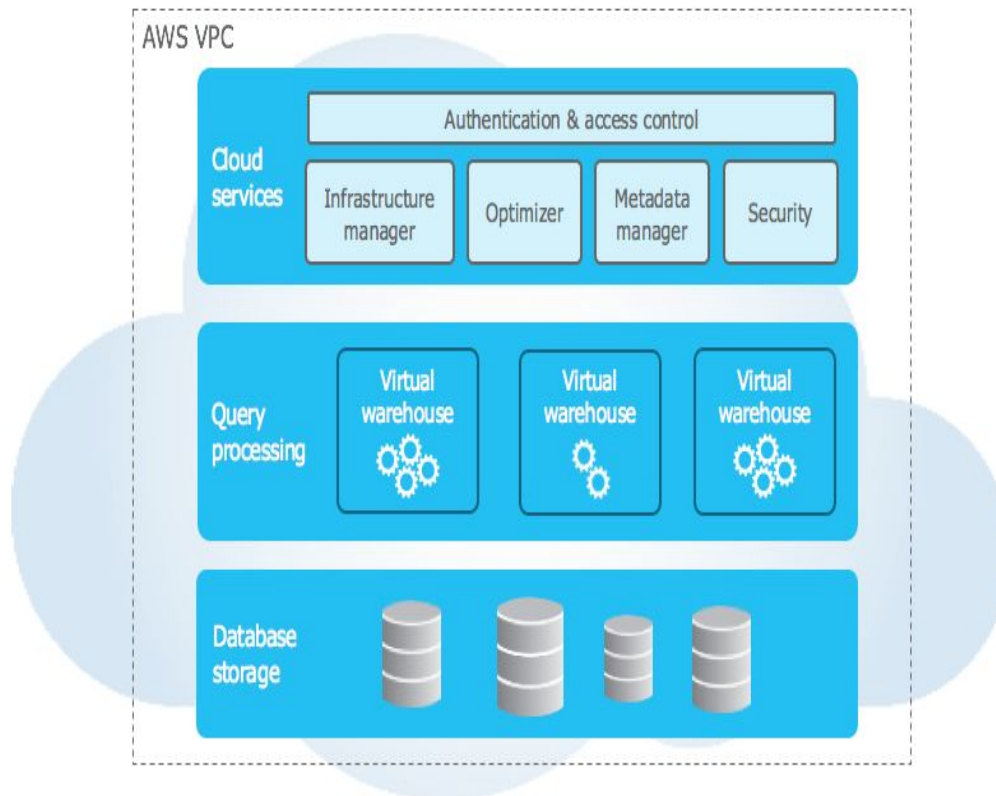 AWS VPC
Cloud
services
Authentication & access control
Infrastructure
manager
Optimizer
Metadata
manager
Security
Query
processing
Virtual
warehouse
Virtual
warehouse
Virtual
warehouse
Database
storage